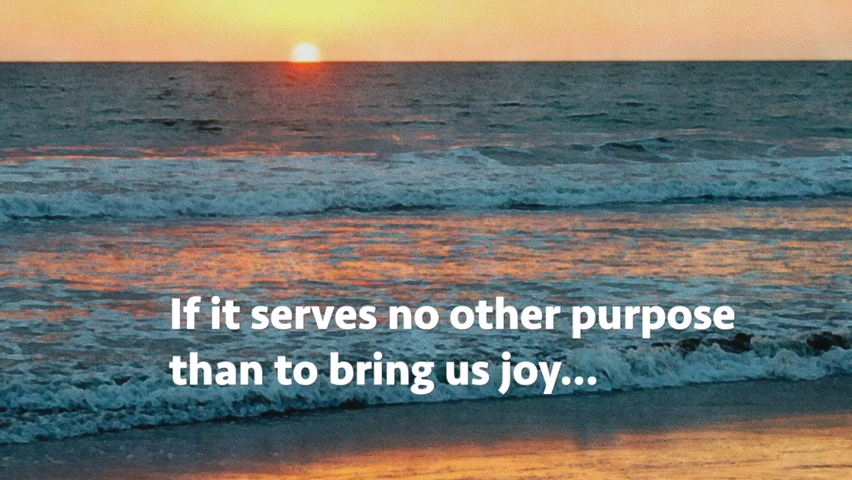 If it serves no other purpose
than to bring us joy...